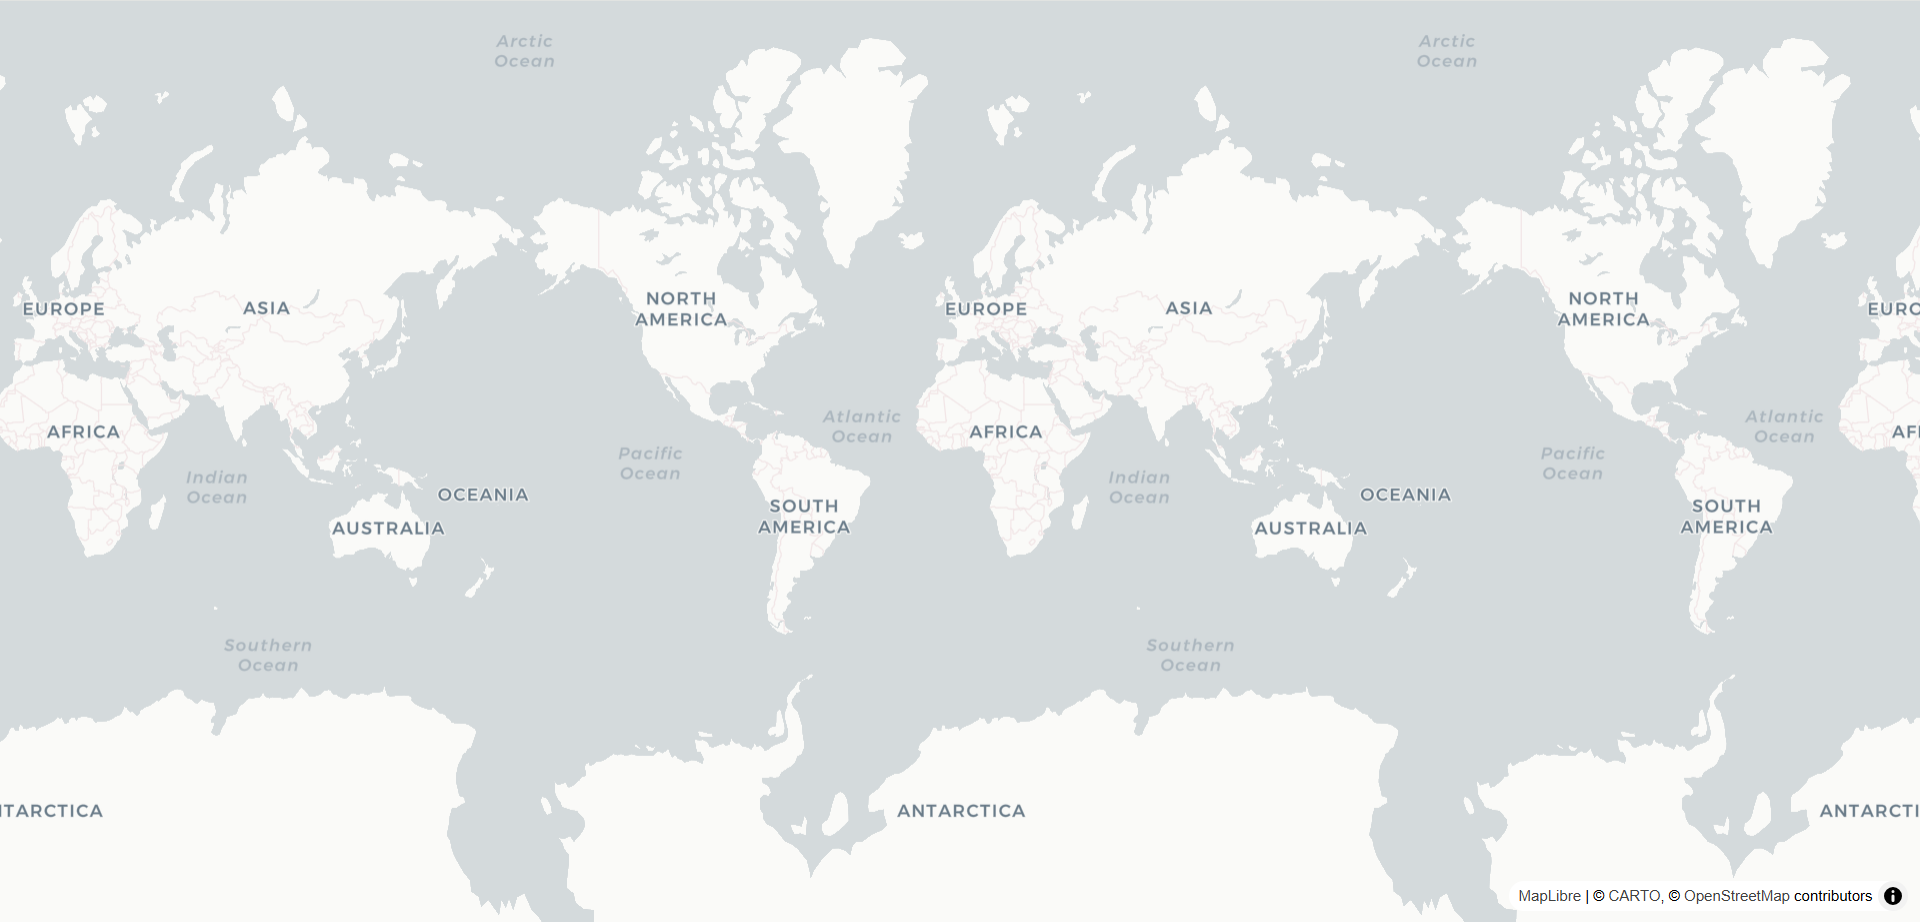 Arctic
Ocean
Arctic
Ocean
EUROPE
ASIA
NORTH
AMERICA
EUROPE
ASIA
NORTH
AMERICA
EURO
AFRICA
Atlantic
Ocean
AFRICA
Atlantic
Ocean
AF
Pacific
Ocean
Pacific
Ocean
Indian
Ocean
Indian
Ocean
OCEANIA
OCEANIA
SOUTH
AMERICA
SOUTH
AMERICA
AUSTRALIA
AUSTRALIA
Southern
Ocean
Southern
Ocean
NTARCTICA
ANTARCTICA
ANTARCTI
MapLibre | © CARTO, © OpenStreetMap contributors